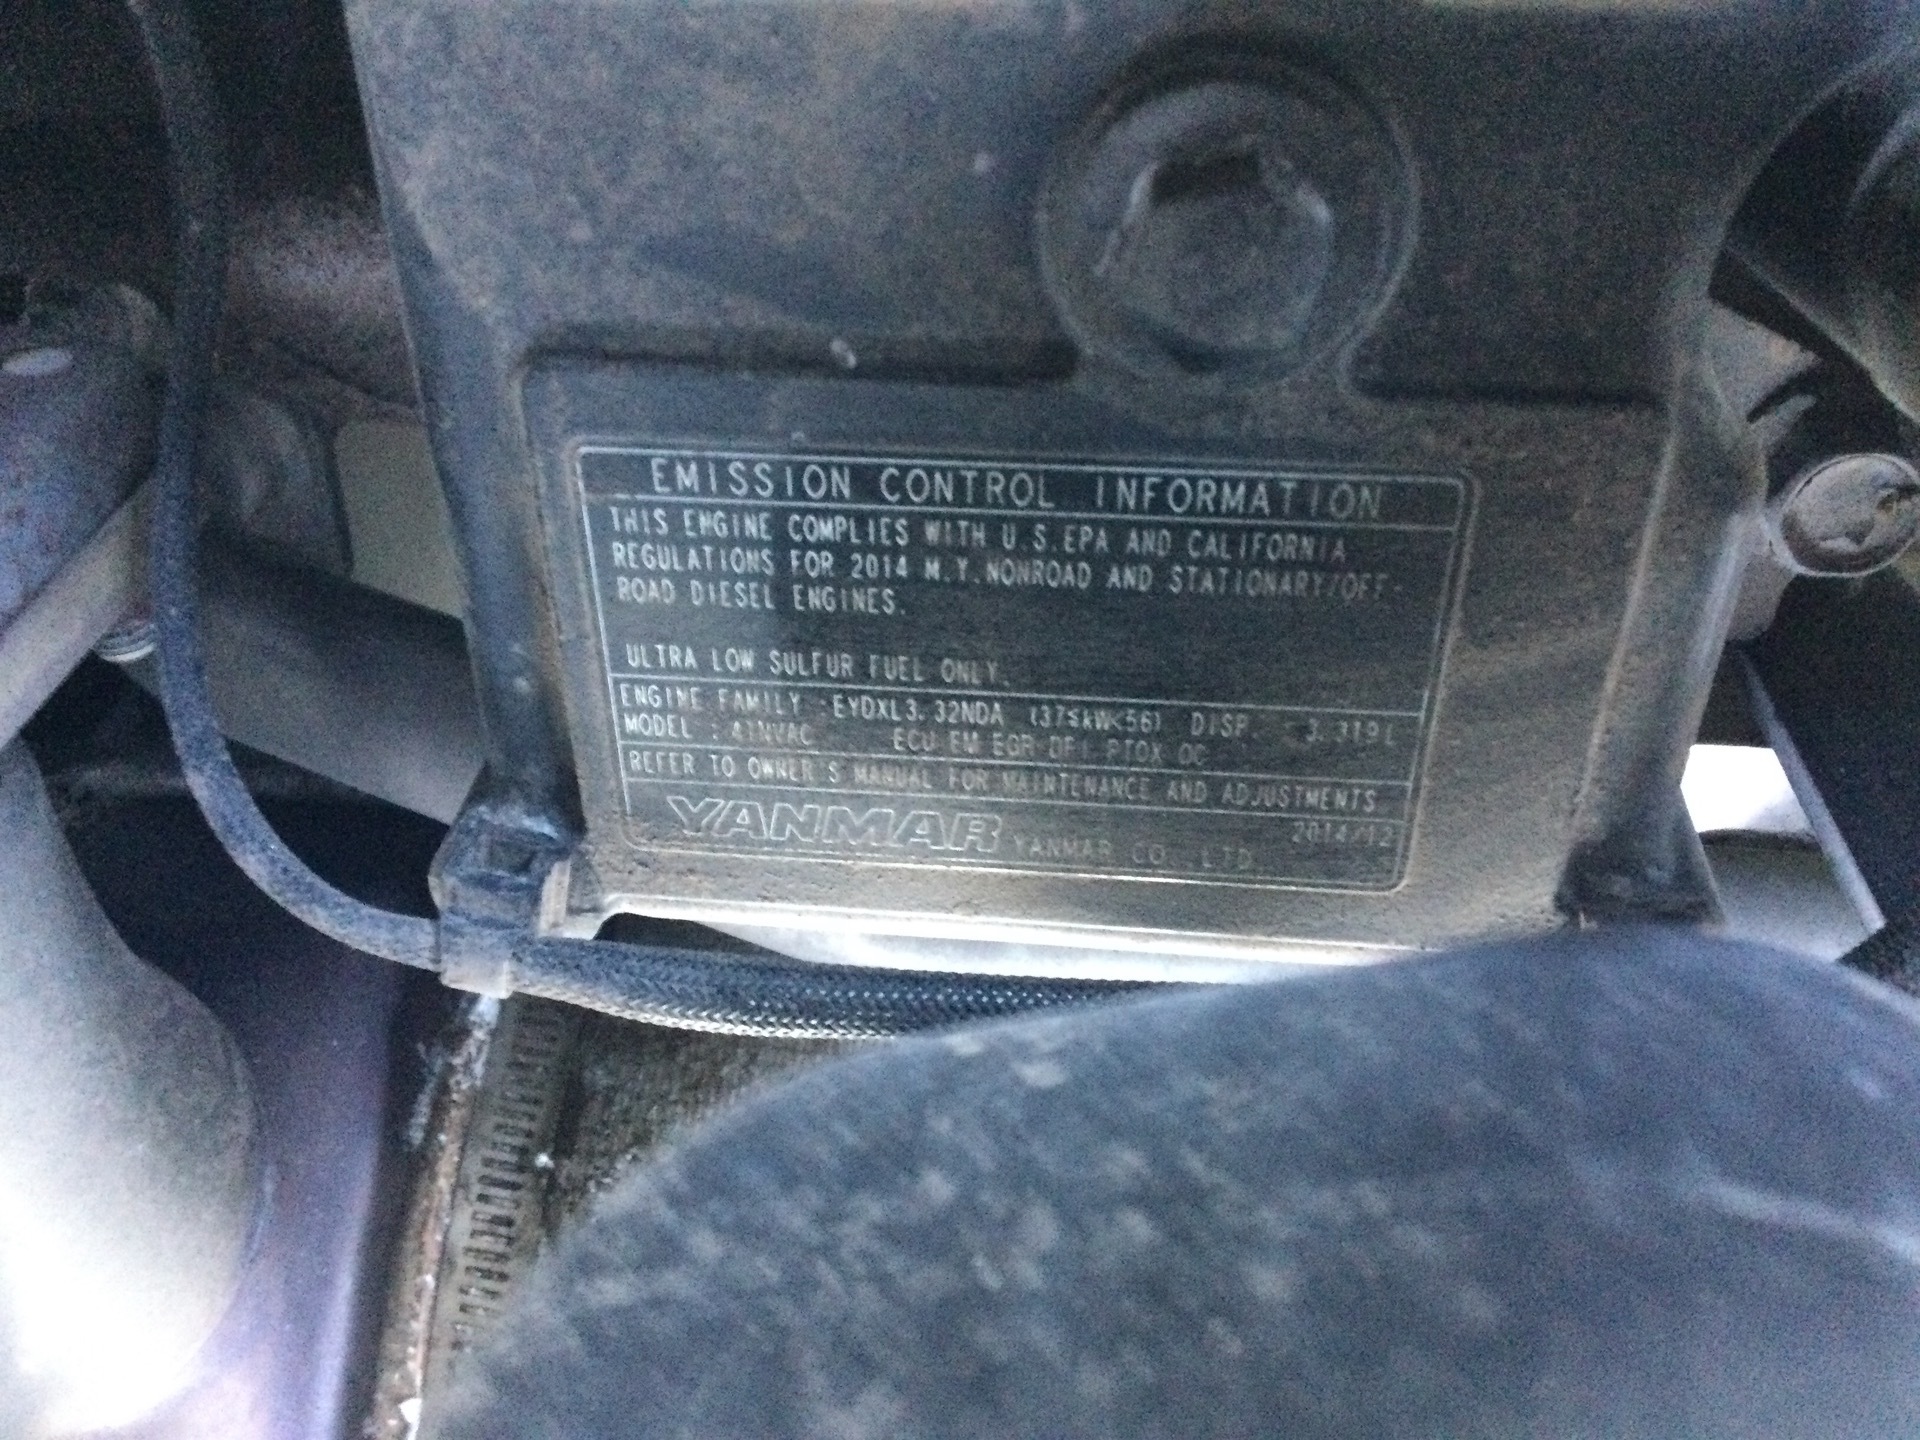 EMISSION CONTROL INFORMATION
THIS ENGINE COMPLIES WITH U.S.EPA AND CALIFORNIA
REGULATIONS FOR 2014 M.Y.NONROAD AND STATIONARY/OFF-
ROAD DIESEL ENGINES.
ULTRA LOW SULFUR FUEL ONLY.
ENGINE FAMILY : EYDXL3.32NDA (37≤kW<56) DISP. : 3.319 L
MODEL : ECU EM EGR DFI PTOX OC
REFER TO OWNER'S MANUAL FOR MAINTENANCE AND ADJUSTMENTS
2014/12
YANMAR YANMAR CO.,LTD.